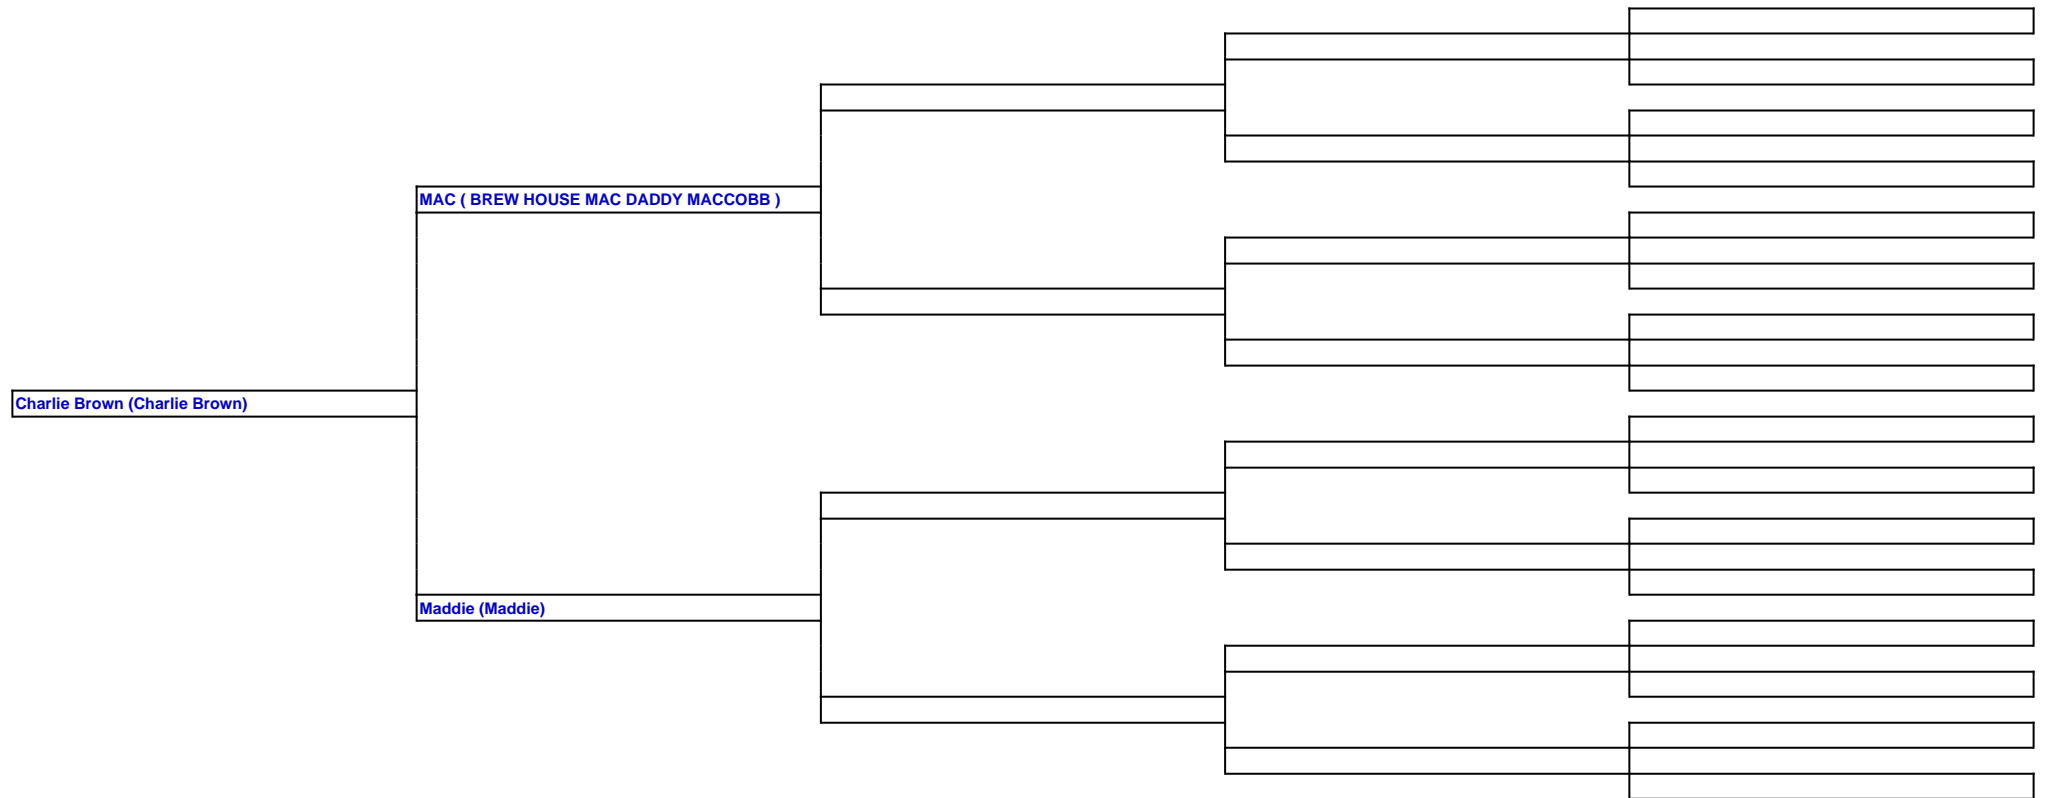 MAC ( BREW HOUSE MAC DADDY MACCOBB )
Charlie Brown (Charlie Brown)
Maddie (Maddie)